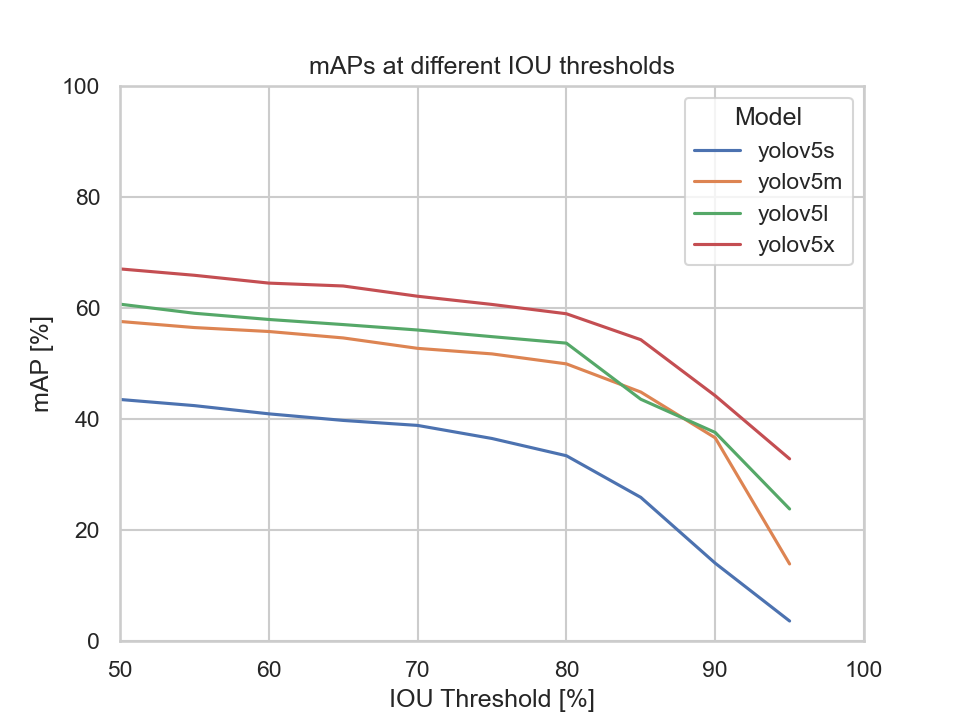 mAPs at different IOU thresholds
100
80
60
40
20
0
mAP [%]
50 60 70 80 90 100
IOU Threshold [%]
Model
yolov5s
yolov5m
yolov5l
yolov5x